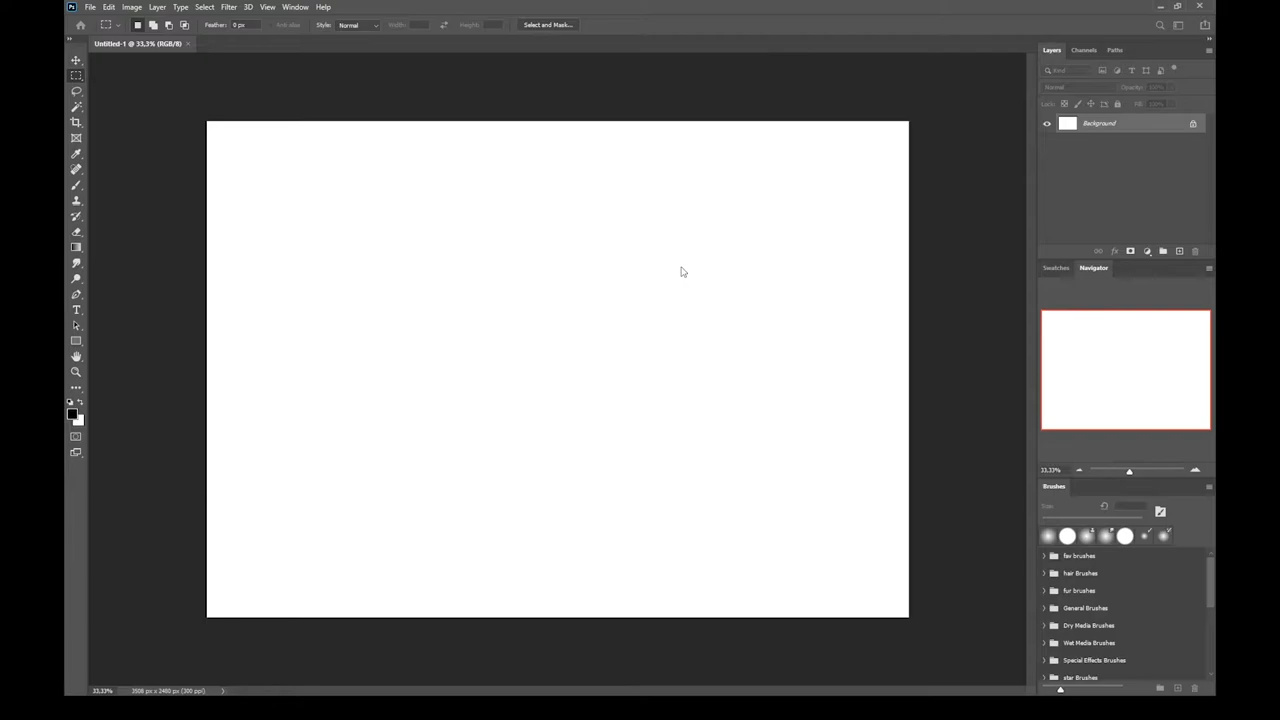 Ps File Edit Image Layer Type Select Filter 3D View Window Help
Feather: 0 px Anti-alias Style: Normal Width: Height: Select and Mask...
Untitled-1 @ 33,3% (RGB/8) ×
Layers Channels Paths
Kind
Normal Opacity: 100%
Lock: Fill: 100%
Background
Swatches Navigator
33,33%
Brushes
Size:
fav brushes
hair Brushes
fur brushes
General Brushes
Dry Media Brushes
Wet Media Brushes
Special Effects Brushes
star Brushes
33,33% 3508 px x 2480 px (300 ppi)